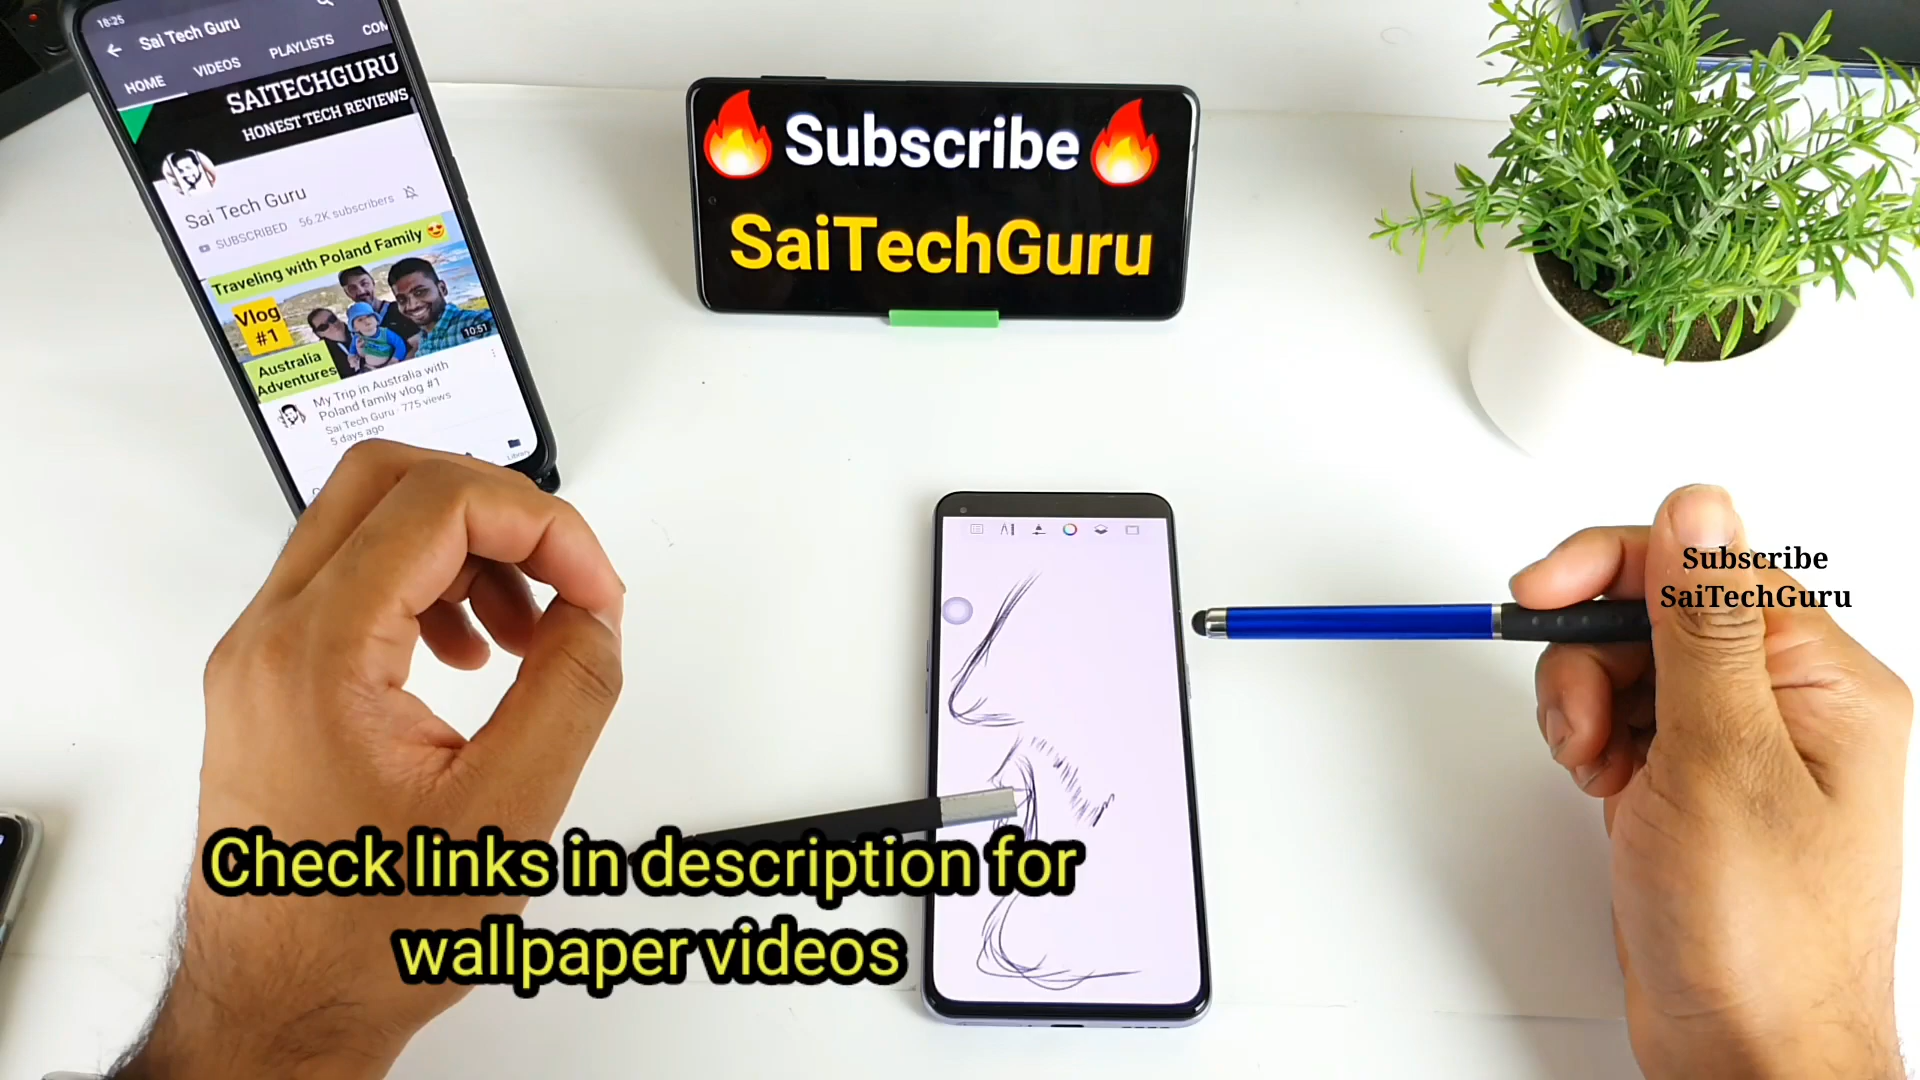 18:25
Sai Tech Guru
HOME VIDEOS PLAYLISTS
SAITECHGURU
HONEST TECH REVIEWS
Sai Tech Guru
SUBSCRIBED 56.2K subscribers
Traveling with Poland Family
Vlog
#1
10:51
Australia
Adventures
My Trip in Australia with
Poland family vlog #1
Sai Tech Guru · 775 views
5 days ago
Library
Subscribe
SaiTechGuru
Subscribe
SaiTechGuru
Check links in description for
wallpaper videos